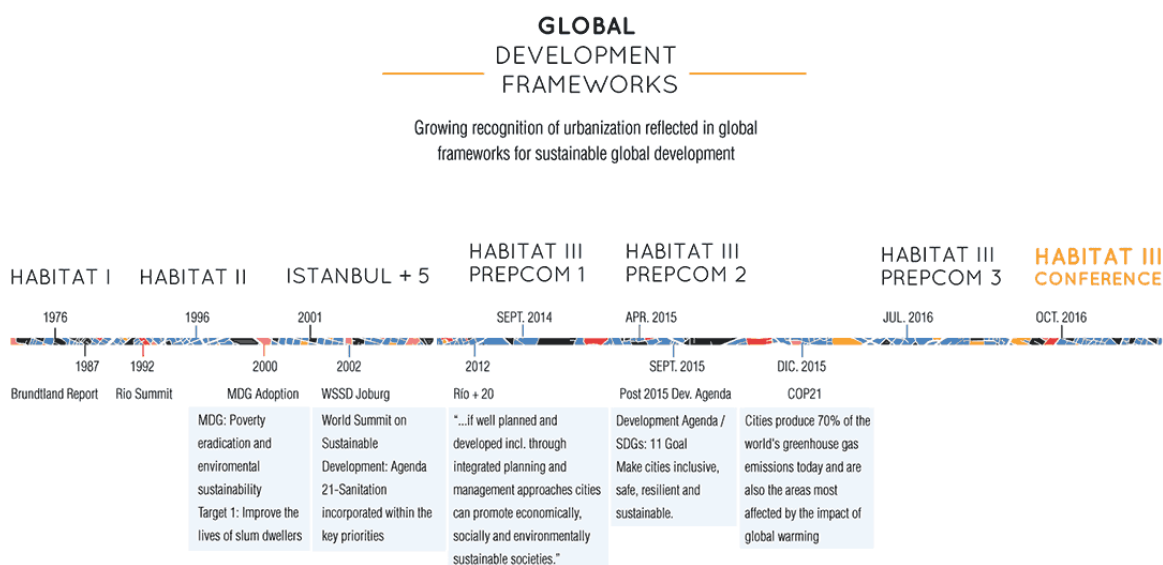 GLOBAL
DEVELOPMENT
FRAMEWORKS
Growing recognition of urbanization reflected in global
frameworks for sustainable global development
HABITAT I
HABITAT II
ISTANBUL + 5
HABITAT III
PREPCOM 1
HABITAT III
PREPCOM 2
HABITAT III
PREPCOM 3
HABITAT III
CONFERENCE
1976
1996
2001
SEPT. 2014
APR. 2015
JUL. 2016
OCT. 2016
1987
1992
2000
2002
2012
SEPT. 2015
DIC. 2015
Brundtland Report
Rio Summit
MDG Adoption
WSSD Joburg
Río + 20
Post 2015 Dev. Agenda
COP21
MDG: Poverty
eradication and
enviromental
sustainability
Target 1: Improve the
lives of slum dwellers
World Summit on
Sustainable
Development: Agenda
21-Sanitation
incorporated within the
key priorities
“...if well planned and
developed incl. through
integrated planning and
management approaches cities
can promote economically,
socially and environmentally
sustainable societies.”
Development Agenda /
SDGs: 11 Goal
Make cities inclusive,
safe, resilient and
sustainable.
Cities produce 70% of the
world's greenhouse gas
emissions today and are
also the areas most
affected by the impact of
global warming